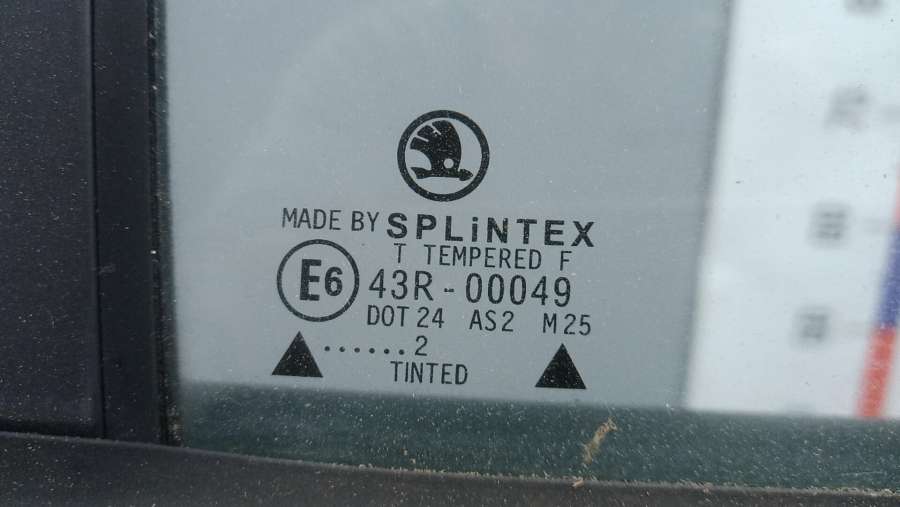 MADE BY SPLiNTEX
T TEMPERED F
E6 43R-00049
DOT 24 AS2 M25
......2
TINTED